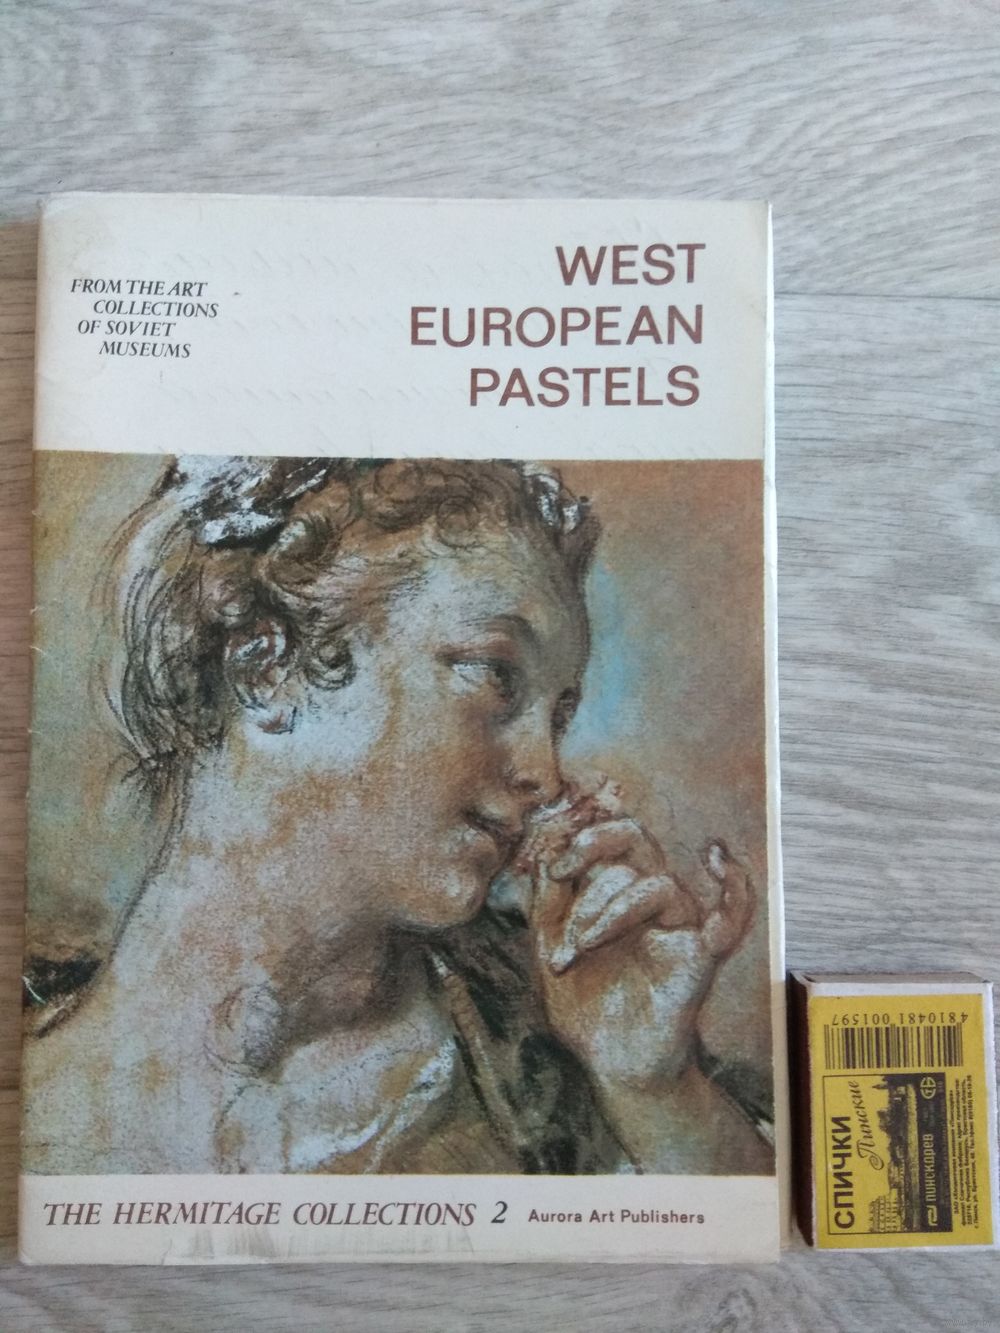 FROM THE ART
COLLECTIONS
OF SOVIET
MUSEUMS
WEST
EUROPEAN
PASTELS
THE HERMITAGE COLLECTIONS 2 Aurora Art Publishers
4810481 001597
СПИЧКИ
Пинские
ПИНСКДРЕВ